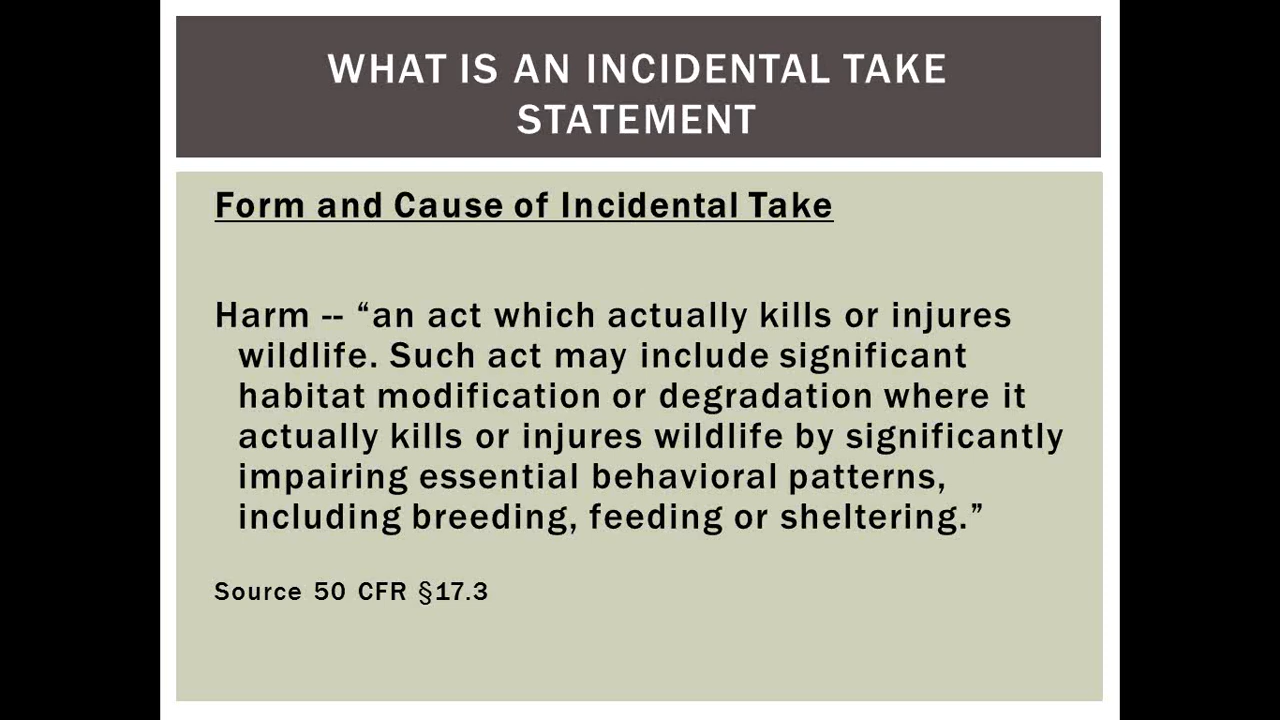 WHAT IS AN INCIDENTAL TAKE
STATEMENT
Form and Cause of Incidental Take
Harm -- “an act which actually kills or injures
wildlife. Such act may include significant
habitat modification or degradation where it
actually kills or injures wildlife by significantly
impairing essential behavioral patterns,
including breeding, feeding or sheltering.”
Source 50 CFR §17.3